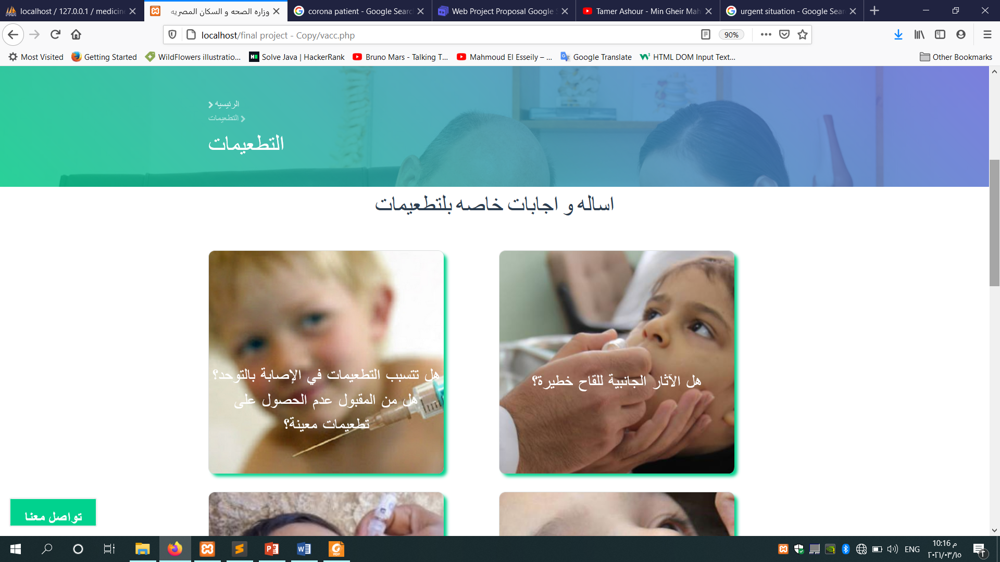 localhost / 127.0.0.1 / medicin
وزاره الصحه و السكان المصريه
corona patient - Google Searc
Web Project Proposal Google S
Tamer Ashour - Min Gheir Mah
urgent situation - Google Sear
localhost/final project - Copy/vacc.php
90%
Most Visited
Getting Started
WildFlowers illustratio...
Solve Java | HackerRank
Bruno Mars - Talking T...
Mahmoud El Esseily – ...
Google Translate
HTML DOM Input Text...
Other Bookmarks
الرئيسيه
التطعيمات
التطعيمات
اساله و اجابات خاصه بلتطعيمات
هل تتسبب التطعيمات في الإصابة بالتوحد؟
هل من المقبول عدم الحصول على
تطعيمات معينة؟
هل الآثار الجانبية للقاح خطيرة؟
تواصل معنا
ENG
10:16 م
٢٠٢١/٠٣/١٥
٢